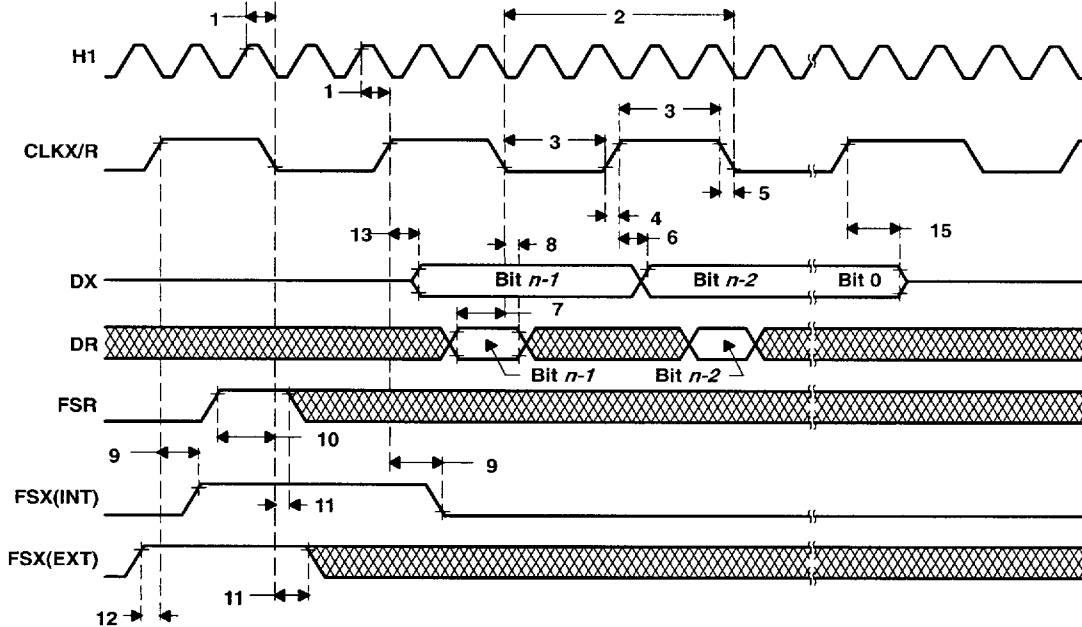 1
2
H1
1
3
CLKX/R
3
5
4
13
8
6
15
DX
Bit n-1
Bit n-2
Bit 0
7
DR
Bit n-1
Bit n-2
FSR
10
9
9
FSX(INT)
11
FSX(EXT)
11
12